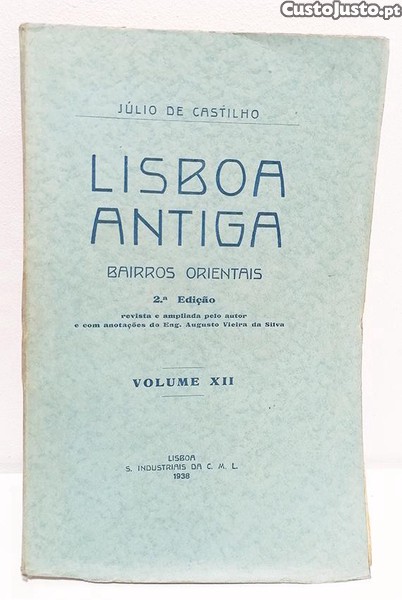 CustoJusto.pt
JÚLIO DE CASTILHO
LISBOA
ANTIGA
BAIRROS ORIENTAIS
2.ª Edição
revista e ampliada pelo autor
e com anotações do Eng. Augusto Vieira da Silva
VOLUME XII
LISBOA
S. INDUSTRIAIS DA C. M. L.
1938